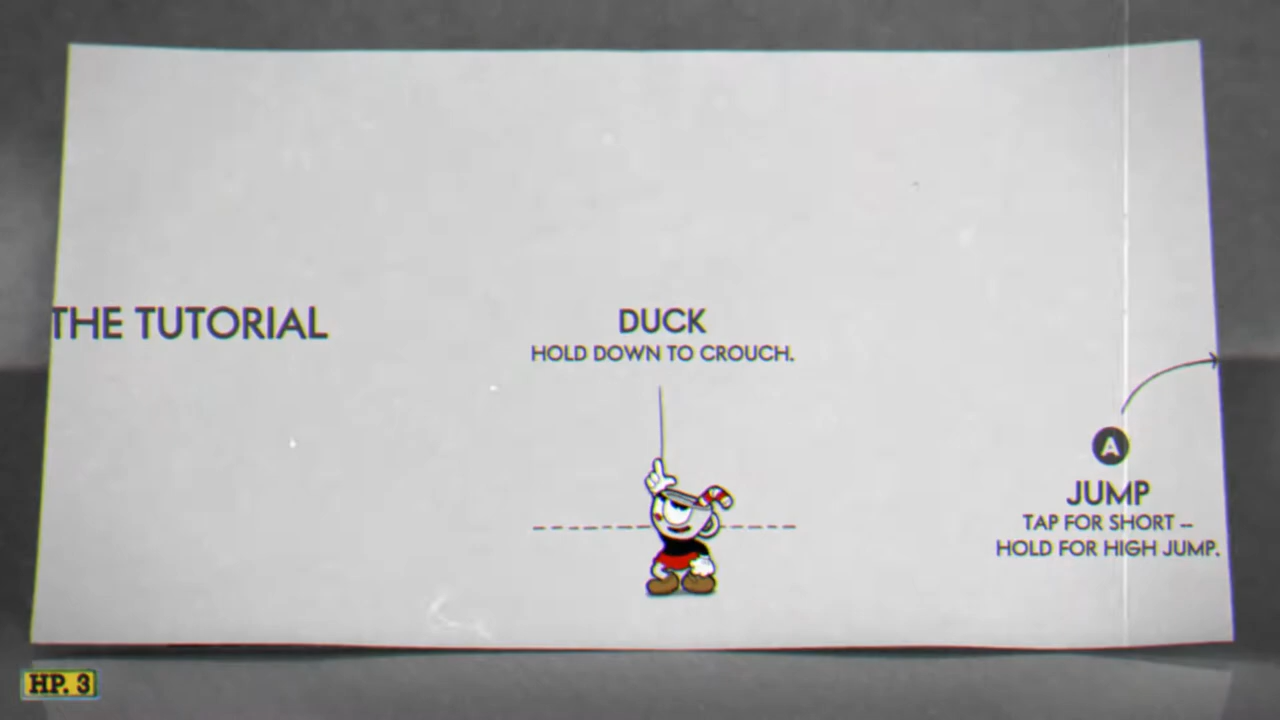 THE TUTORIAL
DUCK
HOLD DOWN TO CROUCH.
A
JUMP
TAP FOR SHORT –
HOLD FOR HIGH JUMP.
HP. 3